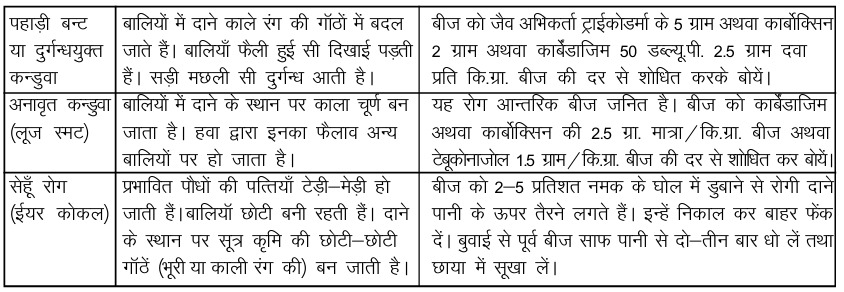 पहाड़ी बन्ट
या दुर्गन्धयुक्त
कन्डुवा
बालियों में दाने काले रंग की गॉठों में बदल
जाते हैं। बालियाँ फैली हुई सी दिखाई पड़ती
हैं। सड़ी मछली सी दुर्गन्ध आती है।
बीज को जैव अभिकर्ता ट्राईकोडर्मा के 5 ग्राम अथवा कार्बोक्सिन
2 ग्राम अथवा कार्बेंडाजिम 50 डब्ल्यू.पी. 2.5 ग्राम दवा
प्रति कि.ग्रा. बीज की दर से शोधित करके बोयें।
अनावृत कन्डुवा
(लूज स्मट)
बालियों में दाने के स्थान पर काला चूर्ण बन
जाता है। हवा द्वारा इनका फैलाव अन्य
बालियों पर हो जाता है।
यह रोग आन्तरिक बीज जनित है। बीज को कार्बेंडाजिम
अथवा कार्बोक्सिन की 2.5 ग्रा. मात्रा/कि.ग्रा. बीज अथवा
टेबूकोनाजोल 1.5 ग्राम/कि.ग्रा. बीज की दर से शोधित कर बोयें।
सेहूँ रोग
(ईयर कोकल)
प्रभावित पौधों की पत्तियाँ टेड़ी–मेड़ी हो
जाती हैं।बालियॉ छोटी बनी रहती हैं। दाने
के स्थान पर सूत्र कृमि की छोटी–छोटी
गॉठें (भूरी या काली रंग की) बन जाती है।
बीज को 2–5 प्रतिशत नमक के घोल में डुबाने से रोगी दाने
पानी के ऊपर तैरने लगते हैं। इन्हें निकाल कर बाहर फेंक
दें। बुवाई से पूर्व बीज साफ पानी से दो–तीन बार धो लें तथा
छाया में सूखा लें।